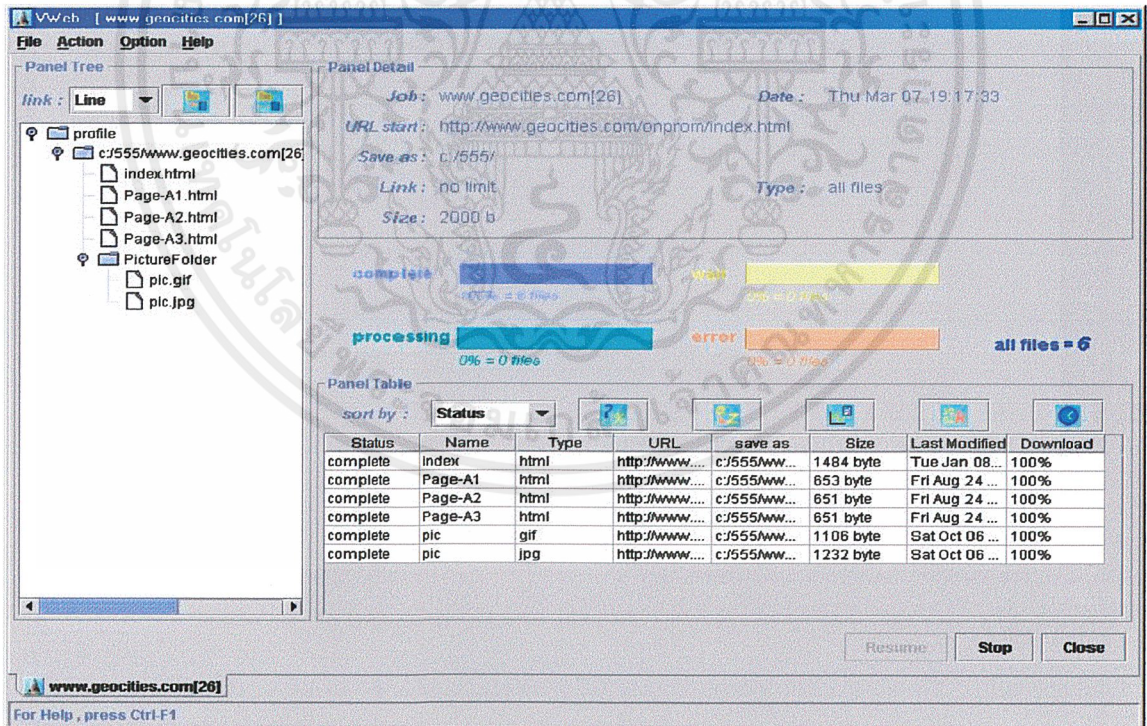 VWeb - [ www.geocities.com[26] ]
File Action Option Help
Panel Tree
link : Line
profile
c:/555/www.geocities.com[26]
index.html
Page-A1.html
Page-A2.html
Page-A3.html
PictureFolder
pic.gif
pic.jpg
Panel Detail
Job : www.geocities.com[26] Date : Thu Mar 07 19:17:33
URL start : http://www.geocities.com/onprom/index.html
Save as : c:/555/
Link : no limit Type : all files
Size : 2000 b
complete wait
100% = 6 files 0% = 0 files
processing error all files = 6
0% = 0 files 0% = 0 files
Panel Table
sort by : Status
Status Name Type URL save as Size Last Modified Download
complete index html http://www.... c:/555/ww... 1484 byte Tue Jan 08... 100%
complete Page-A1 html http://www.... c:/555/ww... 653 byte Fri Aug 24 ... 100%
complete Page-A2 html http://www.... c:/555/ww... 651 byte Fri Aug 24 ... 100%
complete Page-A3 html http://www.... c:/555/ww... 651 byte Fri Aug 24 ... 100%
complete pic gif http://www.... c:/555/ww... 1106 byte Sat Oct 06 ... 100%
complete pic jpg http://www.... c:/555/ww... 1232 byte Sat Oct 06 ... 100%
Resume Stop Close
www.geocities.com[26]
For Help , press Ctrl-F1